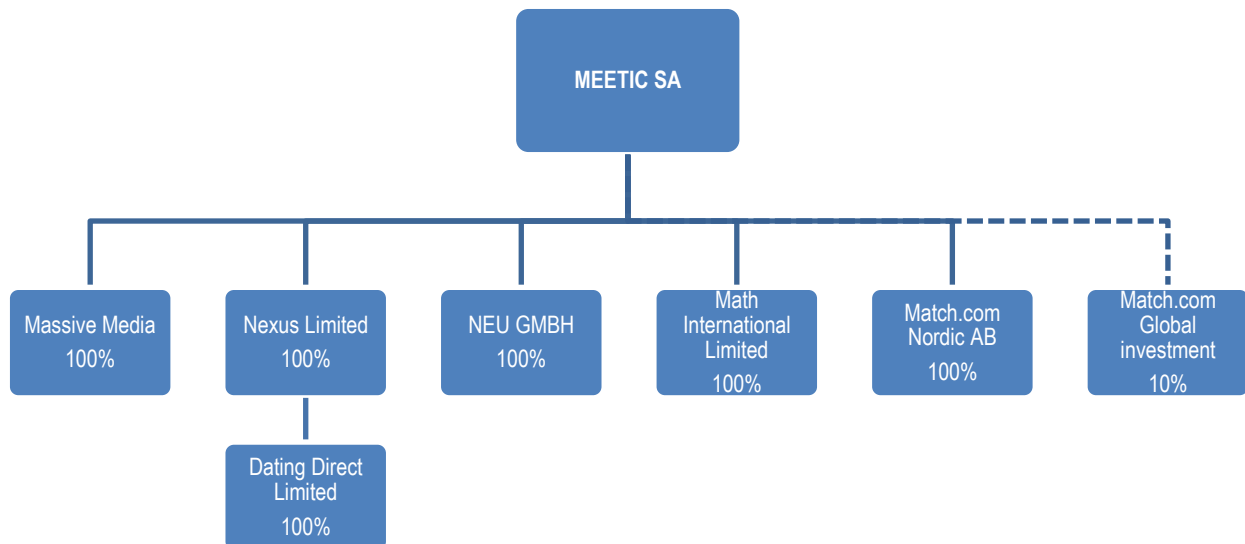 MEETIC SA
Massive Media
100%
Nexus Limited
100%
NEU GMBH
100%
Math
International
Limited
100%
Match.com
Nordic AB
100%
Match.com
Global
investment
10%
Dating Direct
Limited
100%